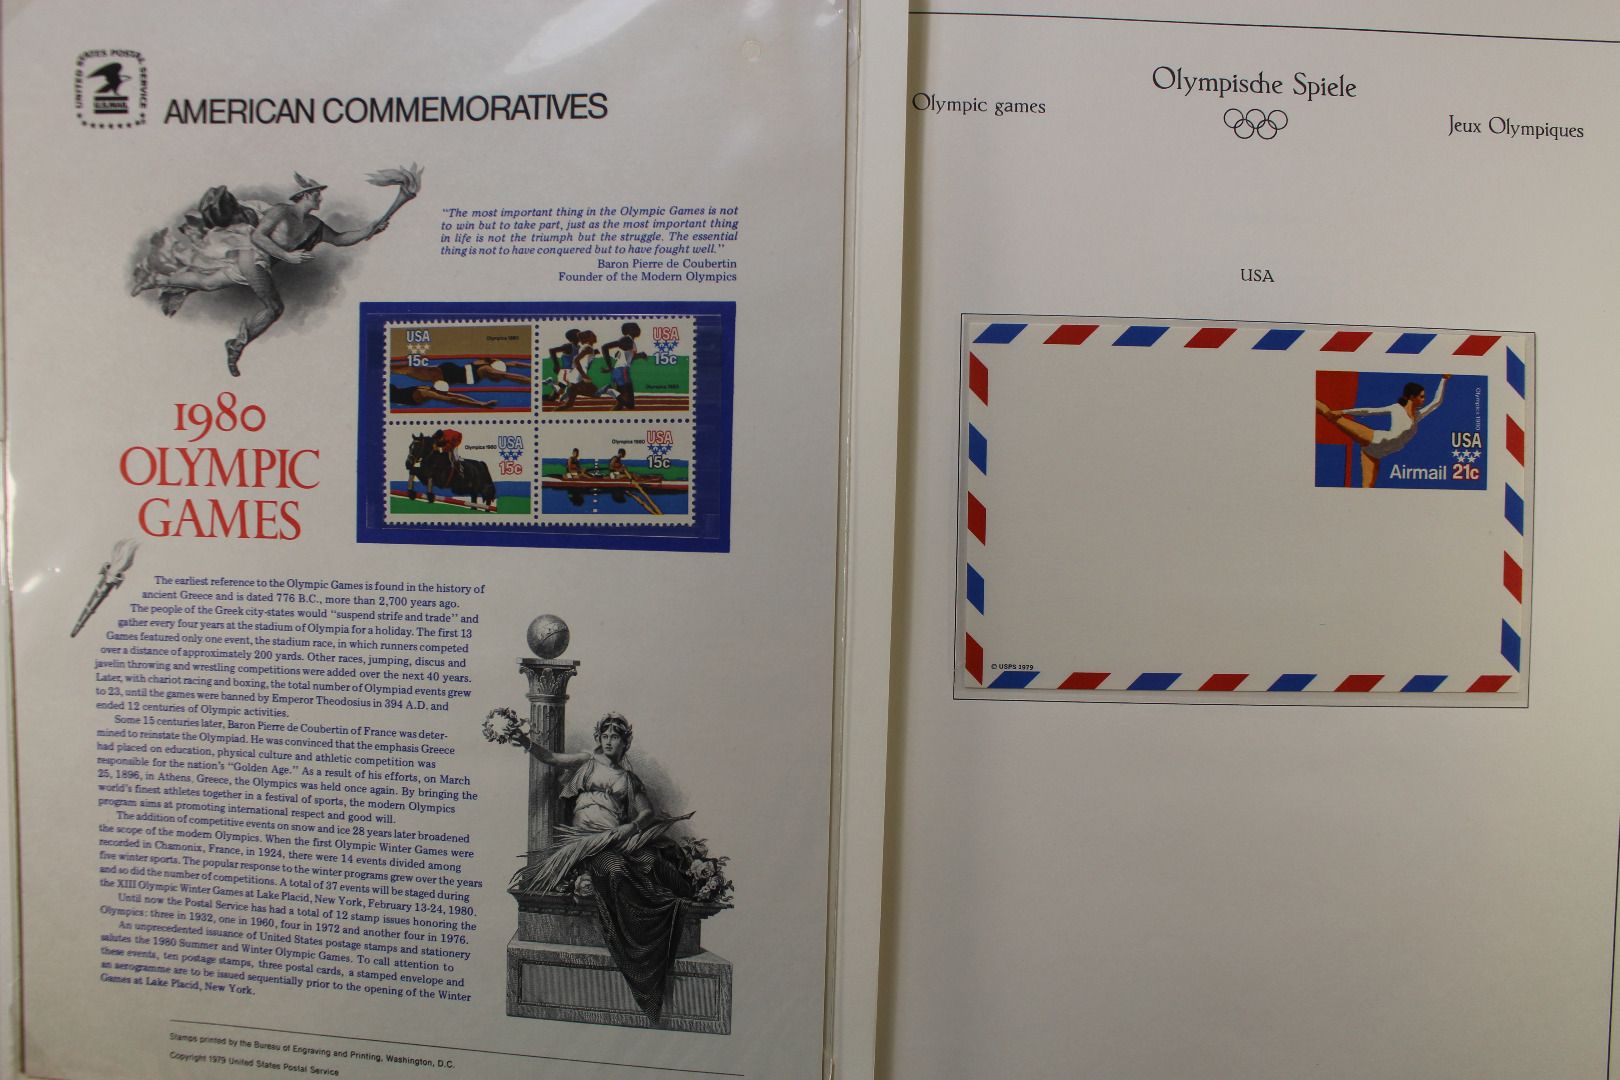 UNITED STATES POSTAL SERVICE
U.S. MAIL
AMERICAN COMMEMORATIVES
"The most important thing in the Olympic Games is not
to win but to take part, just as the most important thing
in life is not the triumph but the struggle. The essential
thing is not to have conquered but to have fought well."
Baron Pierre de Coubertin
Founder of the Modern Olympics
1980
OLYMPIC
GAMES
USA
15c
Olympics 1980
USA
15c
Olympics 1980
Olympics 1980
USA
15c
Olympics 1980
USA
15c
The earliest reference to the Olympic Games is found in the history of
ancient Greece and is dated 776 B.C., more than 2,700 years ago.
The people of the Greek city-states would "suspend strife and trade" and
gather every four years at the stadium of Olympia for a holiday. The first 13
Games featured only one event, the stadium race, in which runners competed
over a distance of approximately 200 yards. Other races, jumping, discus and
javelin throwing and wrestling competitions were added over the next 40 years.
Later, with chariot racing and boxing, the total number of Olympiad events grew
to 23, until the games were banned by Emperor Theodosius in 394 A.D. and
ended 12 centuries of Olympic activities.
Some 15 centuries later, Baron Pierre de Coubertin of France was deter-
mined to reinstate the Olympiad. He was convinced that the emphasis Greece
had placed on education, physical culture and athletic competition was
responsible for the nation's "Golden Age." As a result of his efforts, on March
25, 1896, in Athens, Greece, the Olympics was held once again. By bringing the
world's finest athletes together in a festival of sports, the modern Olympics
program aims at promoting international respect and good will.
The addition of competitive events on snow and ice 28 years later broadened
the scope of the modern Olympics. When the first Olympic Winter Games were
recorded in Chamonix, France, in 1924, there were 14 events divided among
five winter sports. The popular response to the winter programs grew over the years
and so did the number of competitions. A total of 37 events will be staged during
the XIII Olympic Winter Games at Lake Placid, New York, February 13-24, 1980.
Until now the Postal Service has had a total of 12 stamp issues honoring the
Olympics: three in 1932, one in 1960, four in 1972 and another four in 1976.
An unprecedented issuance of United States postage stamps and stationery
salutes the 1980 Summer and Winter Olympic Games. To call attention to
these events, ten postage stamps, three postal cards, a stamped envelope and
an aerogramme are to be issued sequentially prior to the opening of the Winter
Games at Lake Placid, New York.
Stamps printed by the Bureau of Engraving and Printing, Washington, D.C.
Copyright 1979 United States Postal Service
Olympic games
Olympische Spiele
Jeux Olympiques
USA
Olympics 1980
USA
Airmail 21c
© USPS 1979